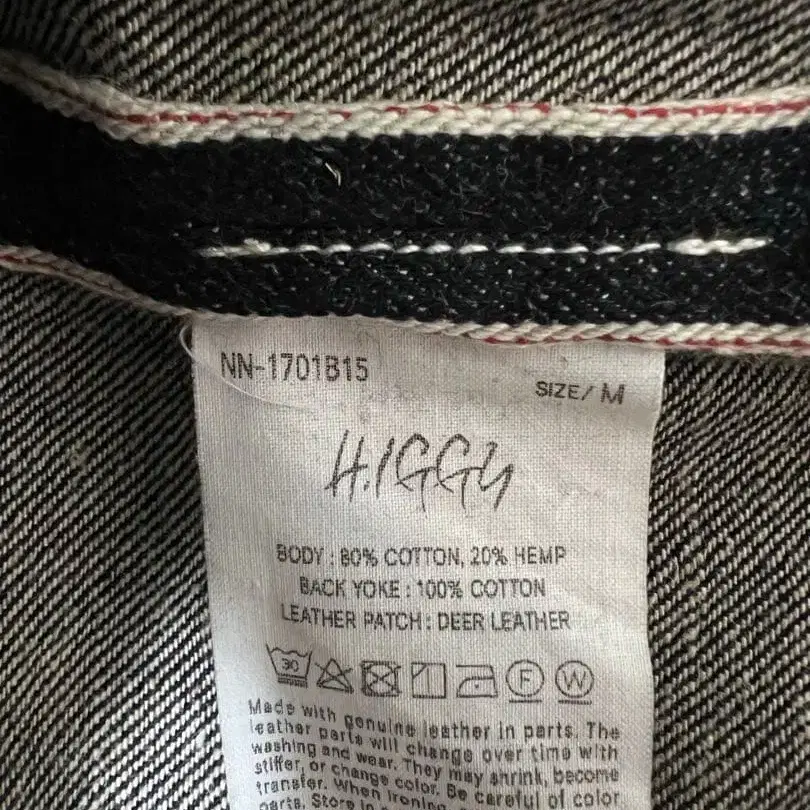 NN-1701B15
SIZE/ M
H.IGGY
BODY : 80% COTTON, 20% HEMP
BACK YOKE : 100% COTTON
LEATHER PATCH : DEER LEATHER
30 F W
Made with genuine leather in parts. The
leather parts will change over time with
washing and wear. They may shrink, become
stiffer, or change color. Be careful of color
transfer. When ironing
parts. Store in